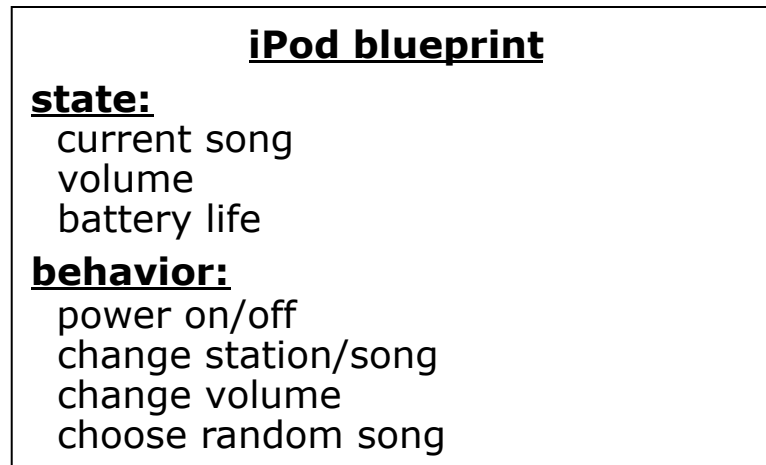 iPod blueprint
state:
current song
volume
battery life
behavior:
power on/off
change station/song
change volume
choose random song